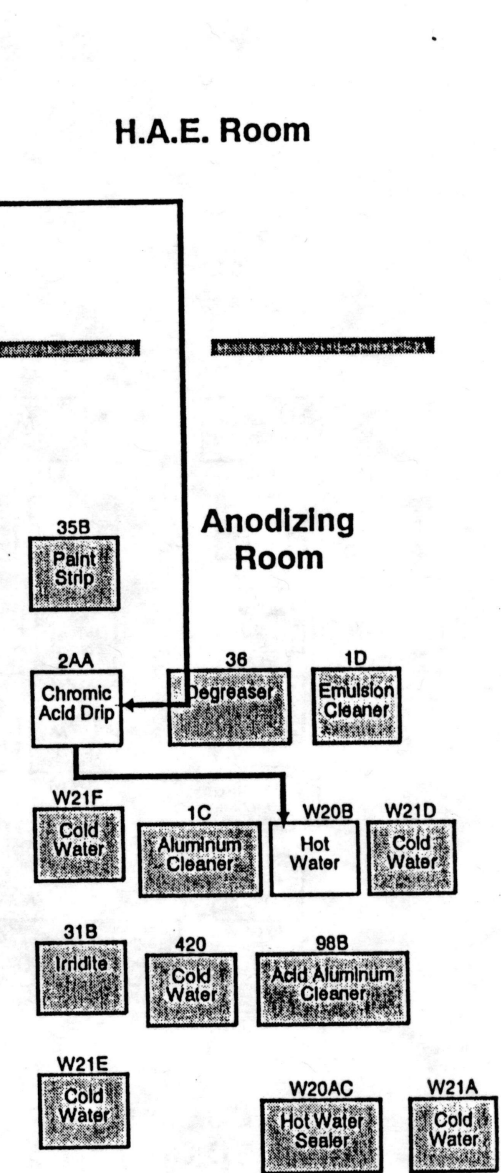 H.A.E. Room
Anodizing
Room
35B
Paint
Strip
2AA
Chromic
Acid Drip
36
Degreaser
1D
Emulsion
Cleaner
W21F
Cold
Water
1C
Aluminum
Cleaner
W20B
Hot
Water
W21D
Cold
Water
31B
Irridite
420
Cold
Water
98B
Acid Aluminum
Cleaner
W21E
Cold
Water
W20AC
Hot Water
Sealer
W21A
Cold
Water